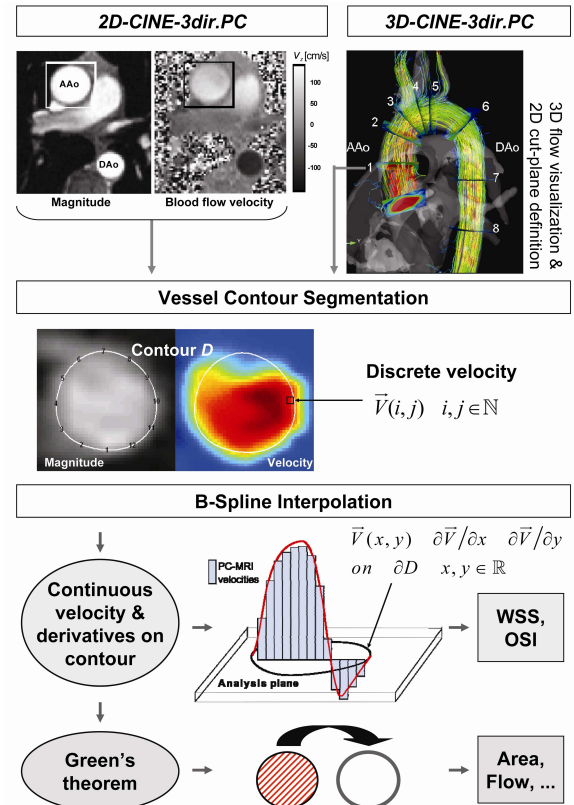 2D-CINE-3dir.PC
3D-CINE-3dir.PC
V_z [cm/s]
AAo
DAo
100
50
0
-50
-100
Magnitude
Blood flow velocity
1
2
3
4
5
6
7
8
AAo
DAo
3D flow visualization &
2D cut-plane definition
Vessel Contour Segmentation
Contour D
Magnitude
Velocity
Discrete velocity
V⃗(i, j) i, j ∈ ℕ
B-Spline Interpolation
Continuous
velocity &
derivatives on
contour
PC-MRI
velocities
Analysis plane
V⃗(x, y) ∂V⃗/∂x ∂V⃗/∂y
on ∂D x, y ∈ ℝ
WSS,
OSI
Green's
theorem
Area,
Flow, ...